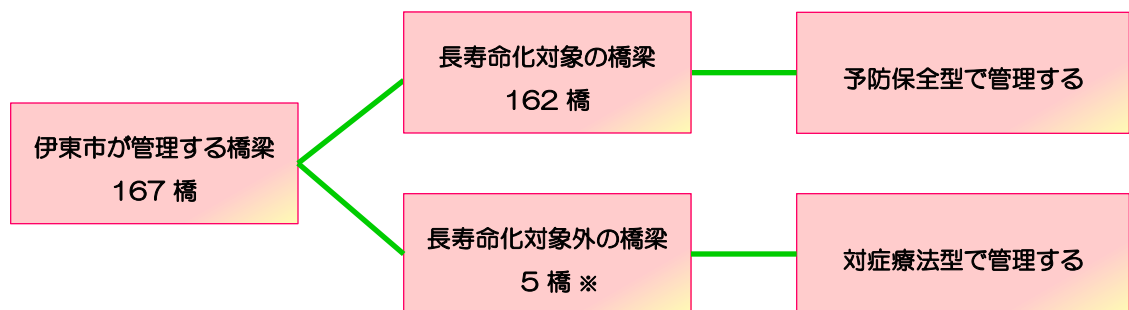 伊東市が管理する橋梁
167 橋
長寿命化対象の橋梁
162 橋
予防保全型で管理する
長寿命化対象外の橋梁
5 橋 ※
対症療法型で管理する